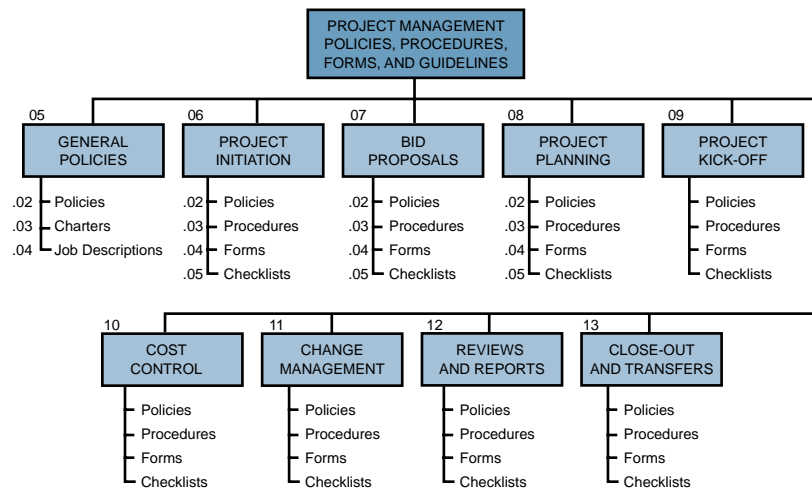 PROJECT MANAGEMENT
POLICIES, PROCEDURES,
FORMS, AND GUIDELINES
05
GENERAL
POLICIES
.02 Policies
.03 Charters
.04 Job Descriptions
06
PROJECT
INITIATION
.02 Policies
.03 Procedures
.04 Forms
.05 Checklists
07
BID
PROPOSALS
.02 Policies
.03 Procedures
.04 Forms
.05 Checklists
08
PROJECT
PLANNING
.02 Policies
.03 Procedures
.04 Forms
.05 Checklists
09
PROJECT
KICK-OFF
Policies
Procedures
Forms
Checklists
10
COST
CONTROL
Policies
Procedures
Forms
Checklists
11
CHANGE
MANAGEMENT
Policies
Procedures
Forms
Checklists
12
REVIEWS
AND REPORTS
Policies
Procedures
Forms
Checklists
13
CLOSE-OUT
AND TRANSFERS
Policies
Procedures
Forms
Checklists